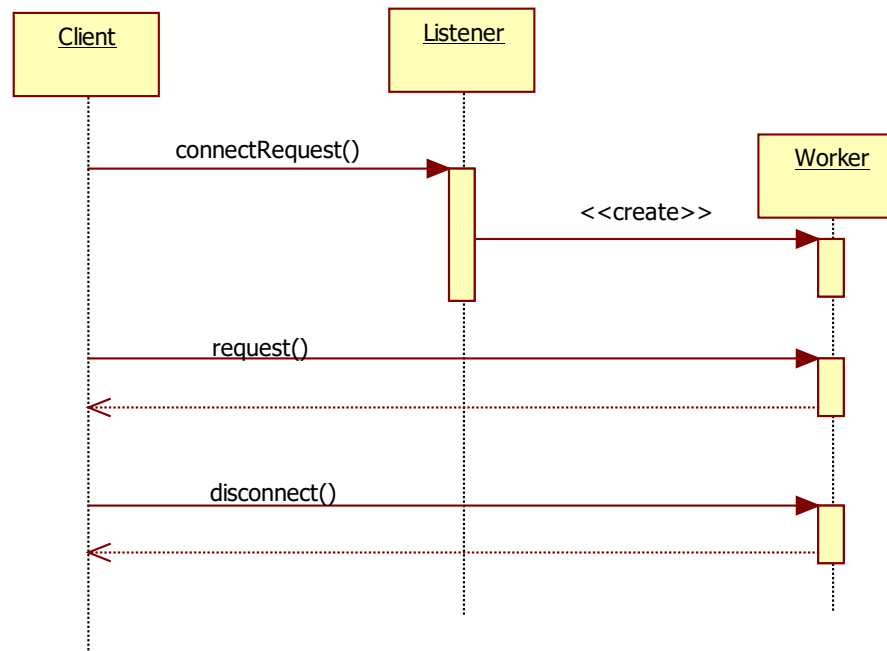 Client
Listener
connectRequest()
Worker
<<create>>
request()
disconnect()